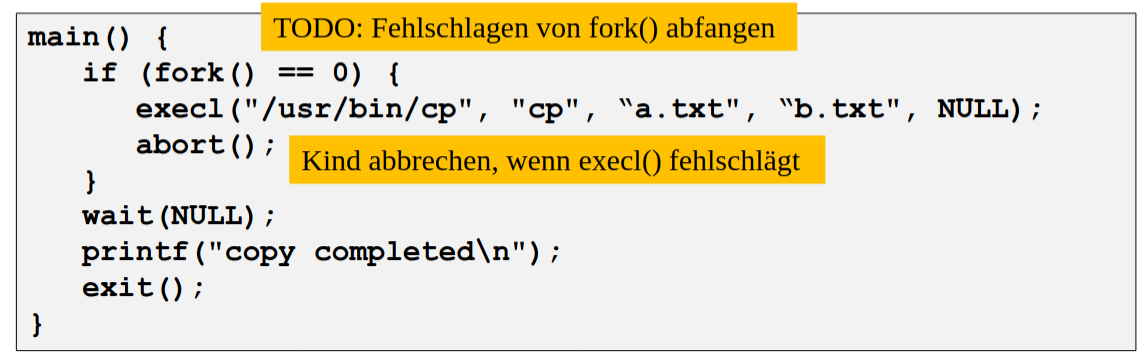 TODO: Fehlschlagen von fork() abfangen
main() {
if (fork() == 0) {
execl("/usr/bin/cp", "cp", “a.txt", “b.txt", NULL);
abort();
Kind abbrechen, wenn execl() fehlschlägt
}
wait(NULL);
printf("copy completed\n");
exit();
}